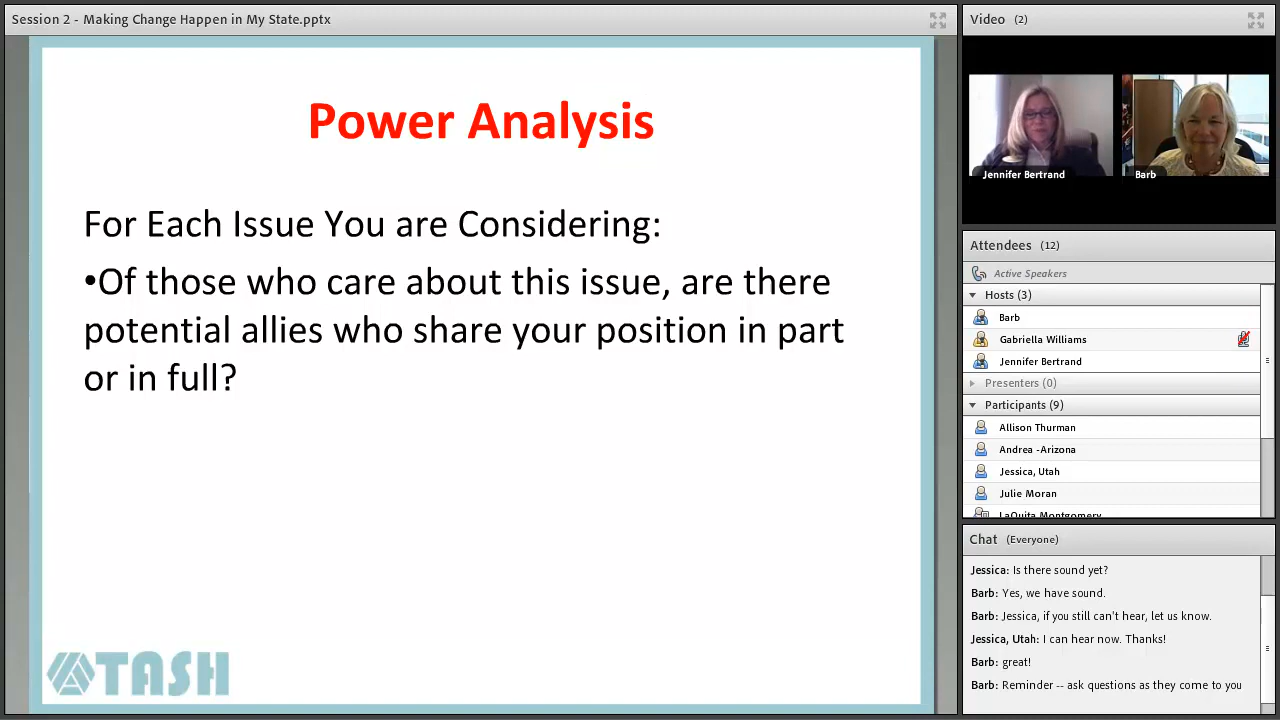 Session 2 - Making Change Happen in My State.pptx
Power Analysis
For Each Issue You are Considering:
•Of those who care about this issue, are there
potential allies who share your position in part
or in full?
TASH
Video (2)
Jennifer Bertrand
Barb
Attendees (12)
Active Speakers
Hosts (3)
Barb
Gabriella Williams
Jennifer Bertrand
Presenters (0)
Participants (9)
Allison Thurman
Andrea -Arizona
Jessica, Utah
Julie Moran
LaQuita Montgomery
Chat (Everyone)
Jessica: Is there sound yet?
Barb: Yes, we have sound.
Barb: Jessica, if you still can't hear, let us know.
Jessica, Utah: I can hear now. Thanks!
Barb: great!
Barb: Reminder -- ask questions as they come to you